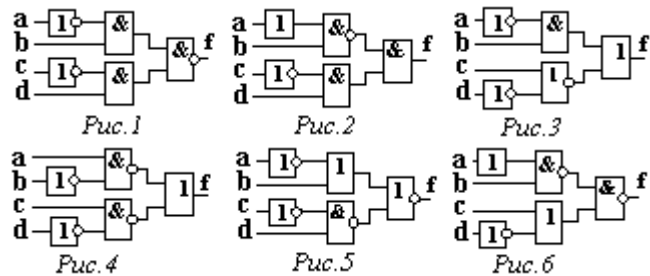 a 1 & & f
b
c 1 &
d
Рис.1
a 1 & & f
b
c 1 &
d
Рис.2
a 1 & 1 f
b
c 1
d 1
Рис.3
a & 1 f
b 1
c &
d 1
Рис.4
a 1 1 1 f
b
c 1 &
d
Рис.5
a 1 & & f
b
c 1
d 1
Рис.6